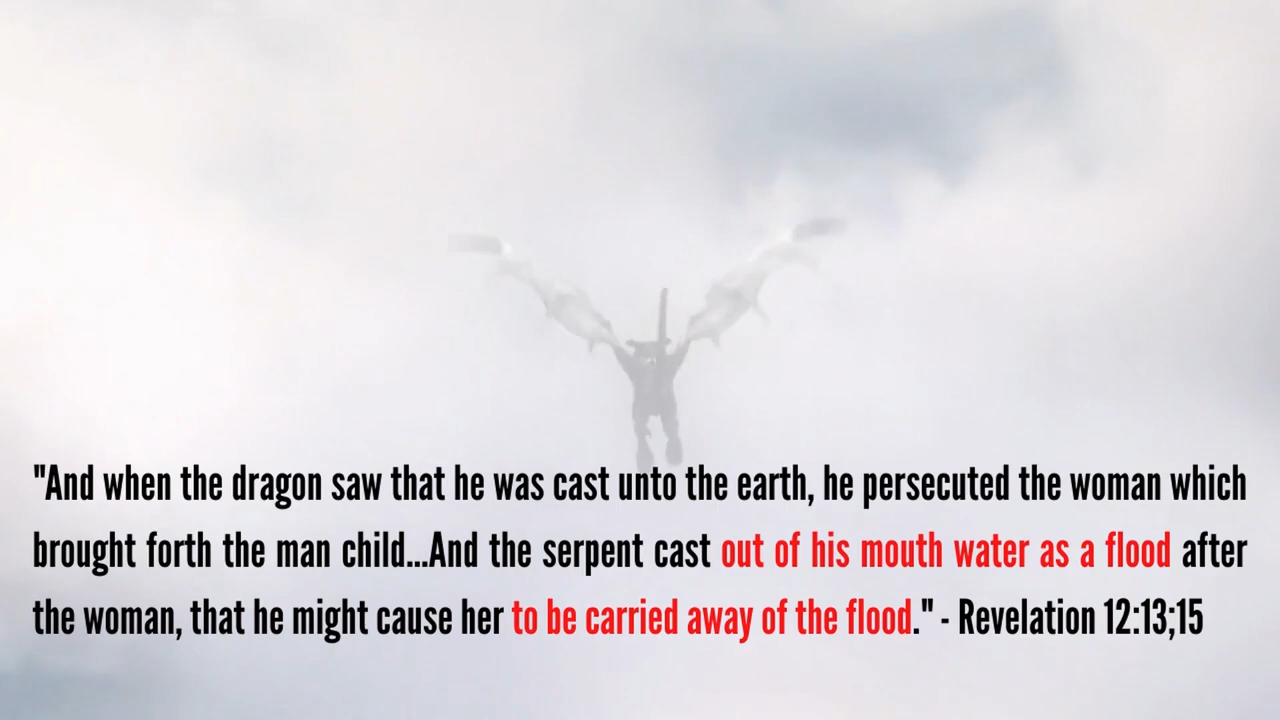 "And when the dragon saw that he was cast unto the earth, he persecuted the woman which
brought forth the man child...And the serpent cast out of his mouth water as a flood after
the woman, that he might cause her to be carried away of the flood." - Revelation 12:13;15